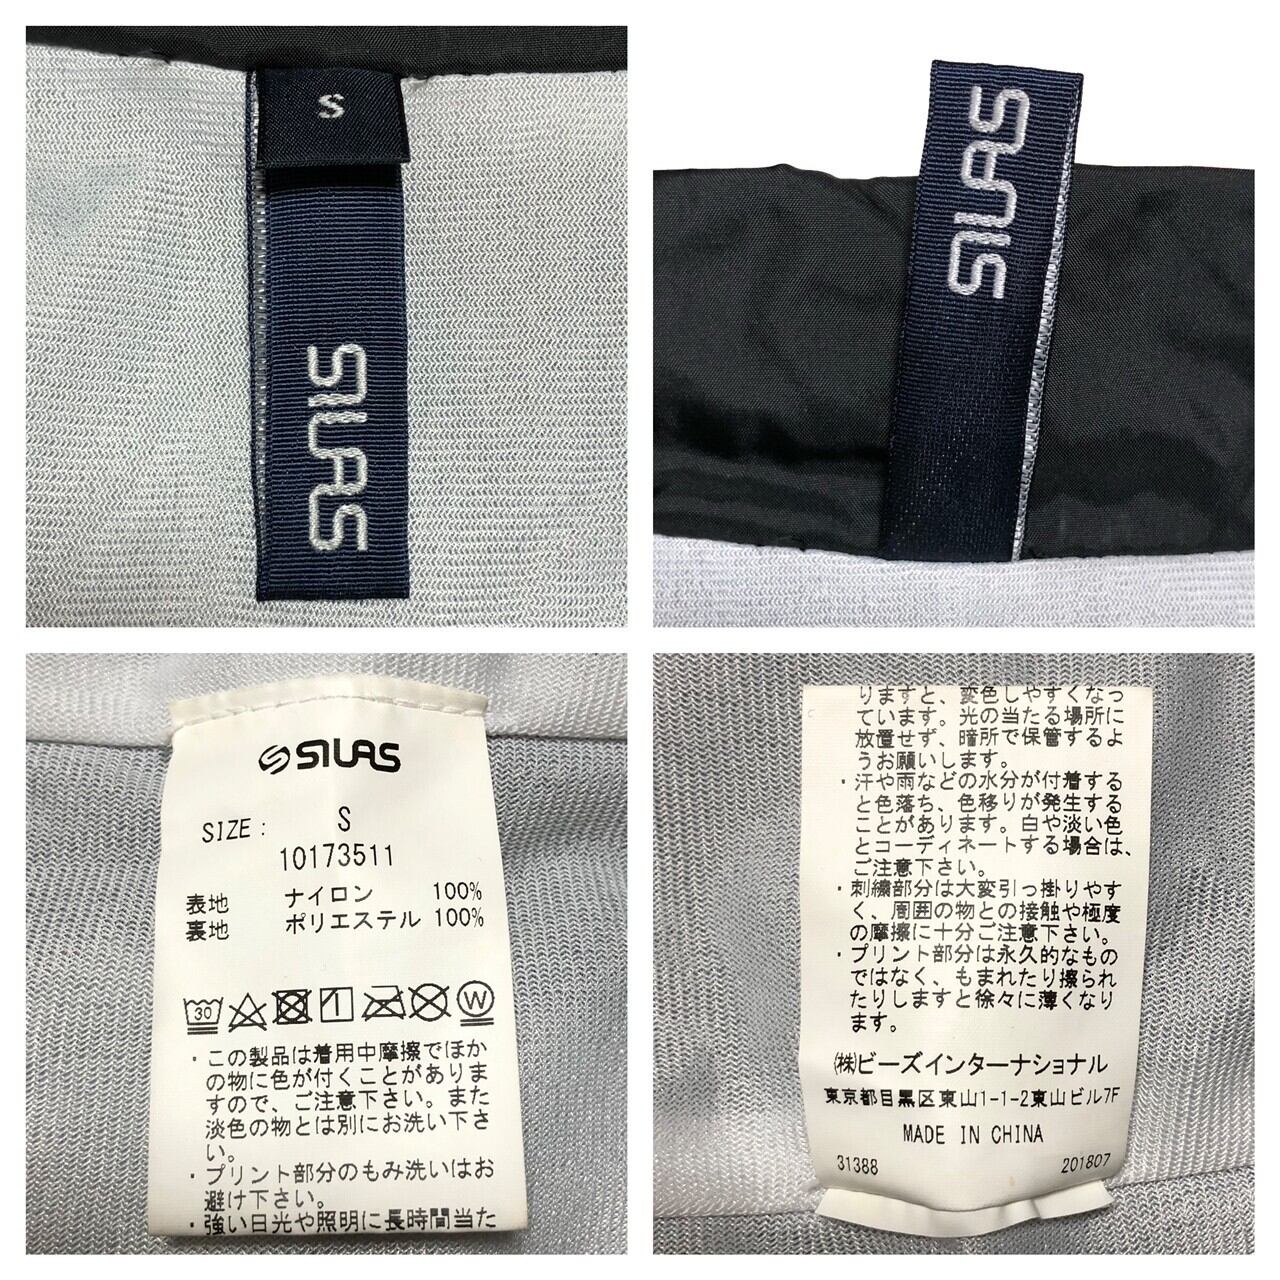 S
SILAS
SILAS
SILAS
SIZE: S
10173511
表地 ナイロン 100%
裏地 ポリエステル 100%
30
W
・この製品は着用中摩擦でほか
の物に色が付くことがありま
すので、ご注意下さい。また
淡色の物とは別にお洗い下さ
い。
・プリント部分のもみ洗いはお
避け下さい。
・強い日光や照明に長時間当た
りますと、変色しやすくなっ
ています。光の当たる場所に
放置せず、暗所で保管するよ
うお願いします。
・汗や雨などの水分が付着する
と色落ち、色移りが発生する
ことがあります。白や淡い色
とコーディネートする場合は、
ご注意下さい。
・刺繍部分は大変引っ掛りやす
く、周囲の物との接触や極度
の摩擦に十分ご注意下さい。
・プリント部分は永久的なもの
ではなく、もまれたり擦られ
たりしますと徐々に薄くなり
ます。
㈱ビーズインターナショナル
東京都目黒区東山1-1-2東山ビル7F
MADE IN CHINA
31388 201807